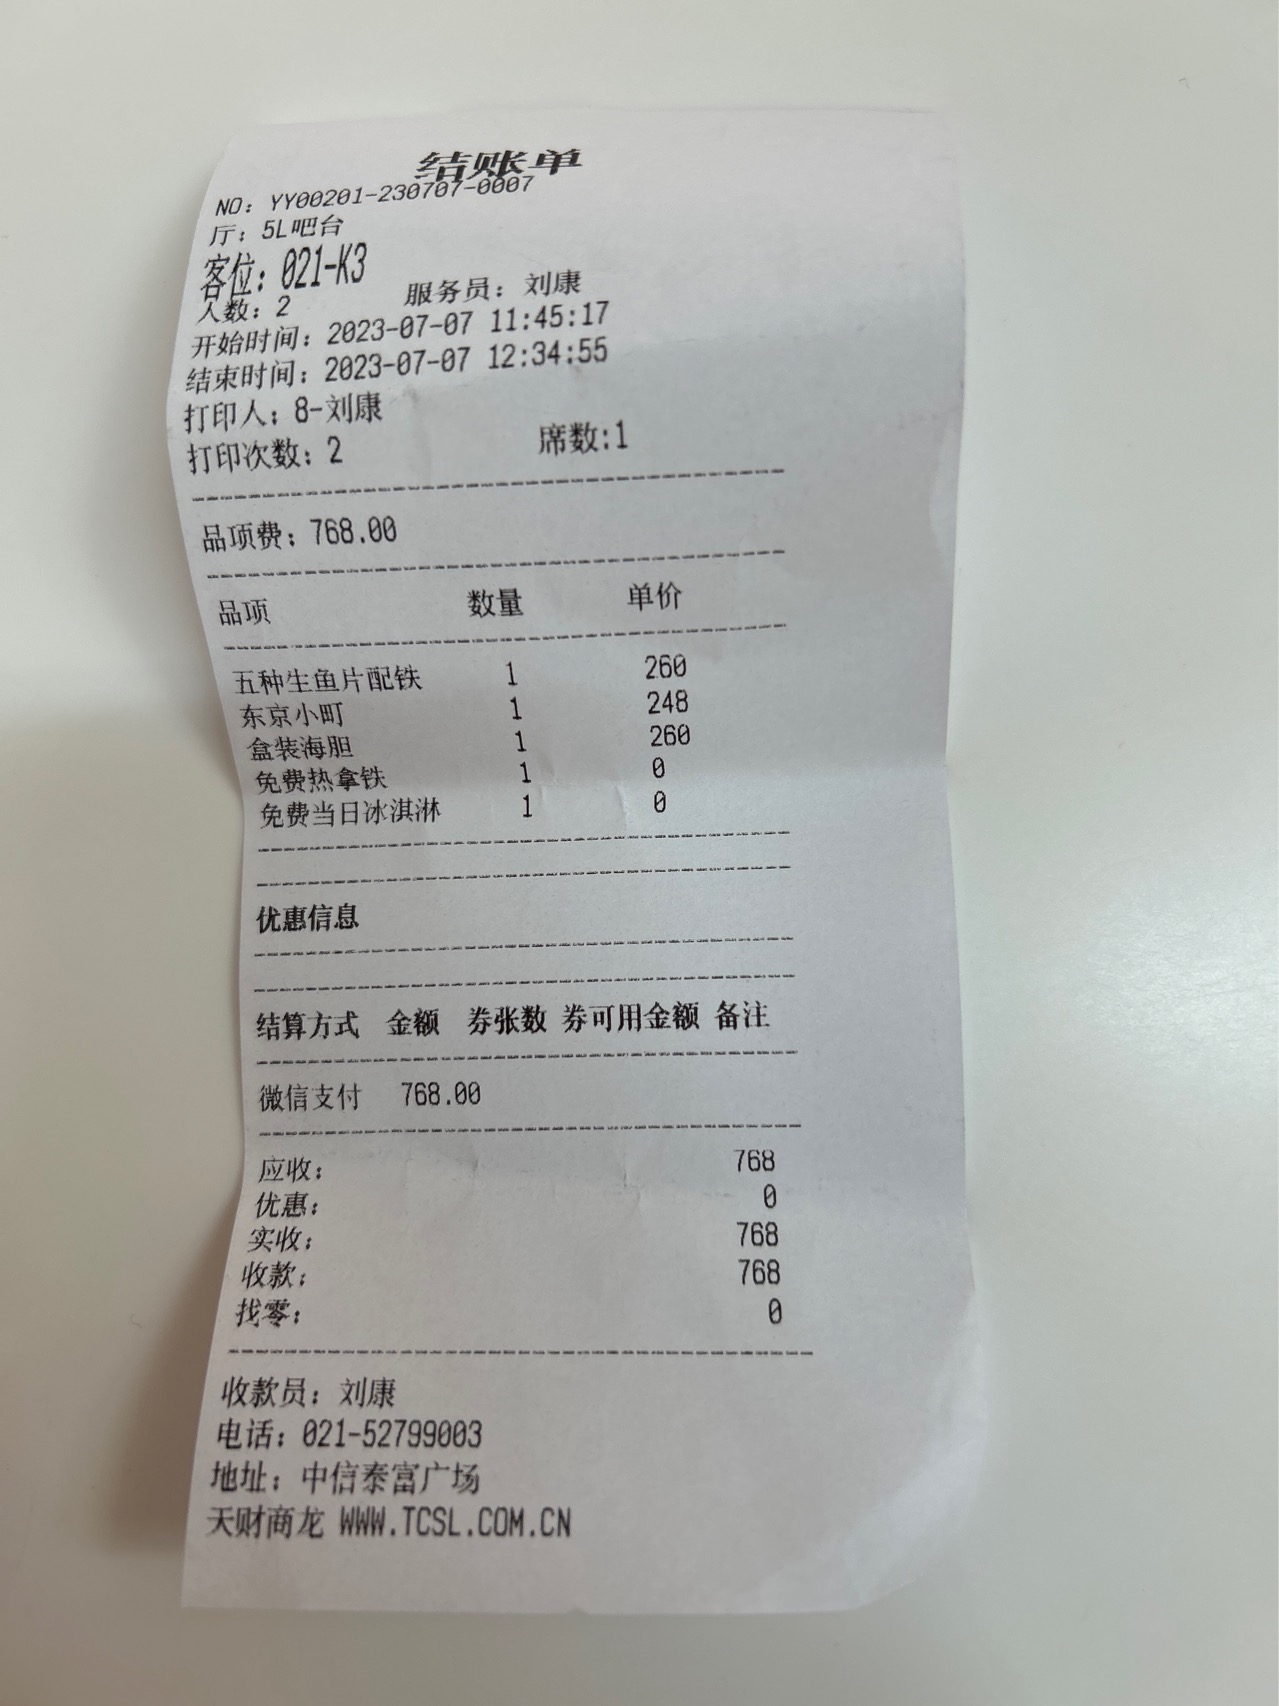 结账单
NO: YY00201-230707-0007
厅: 5L吧台
客位: 021-K3
人数: 2 服务员: 刘康
开始时间: 2023-07-07 11:45:17
结束时间: 2023-07-07 12:34:55
打印人: 8-刘康
打印次数: 2 席数:1
品项费: 768.00
品项 数量 单价
五种生鱼片配铁 1 260
东京小町 1 248
盒装海胆 1 260
免费热拿铁 1 0
免费当日冰淇淋 1 0
优惠信息
结算方式 金额 券张数 券可用金额 备注
微信支付 768.00
应收: 768
优惠: 0
实收: 768
收款: 768
找零: 0
收款员: 刘康
电话: 021-52799003
地址: 中信泰富广场
天财商龙 WWW.TCSL.COM.CN